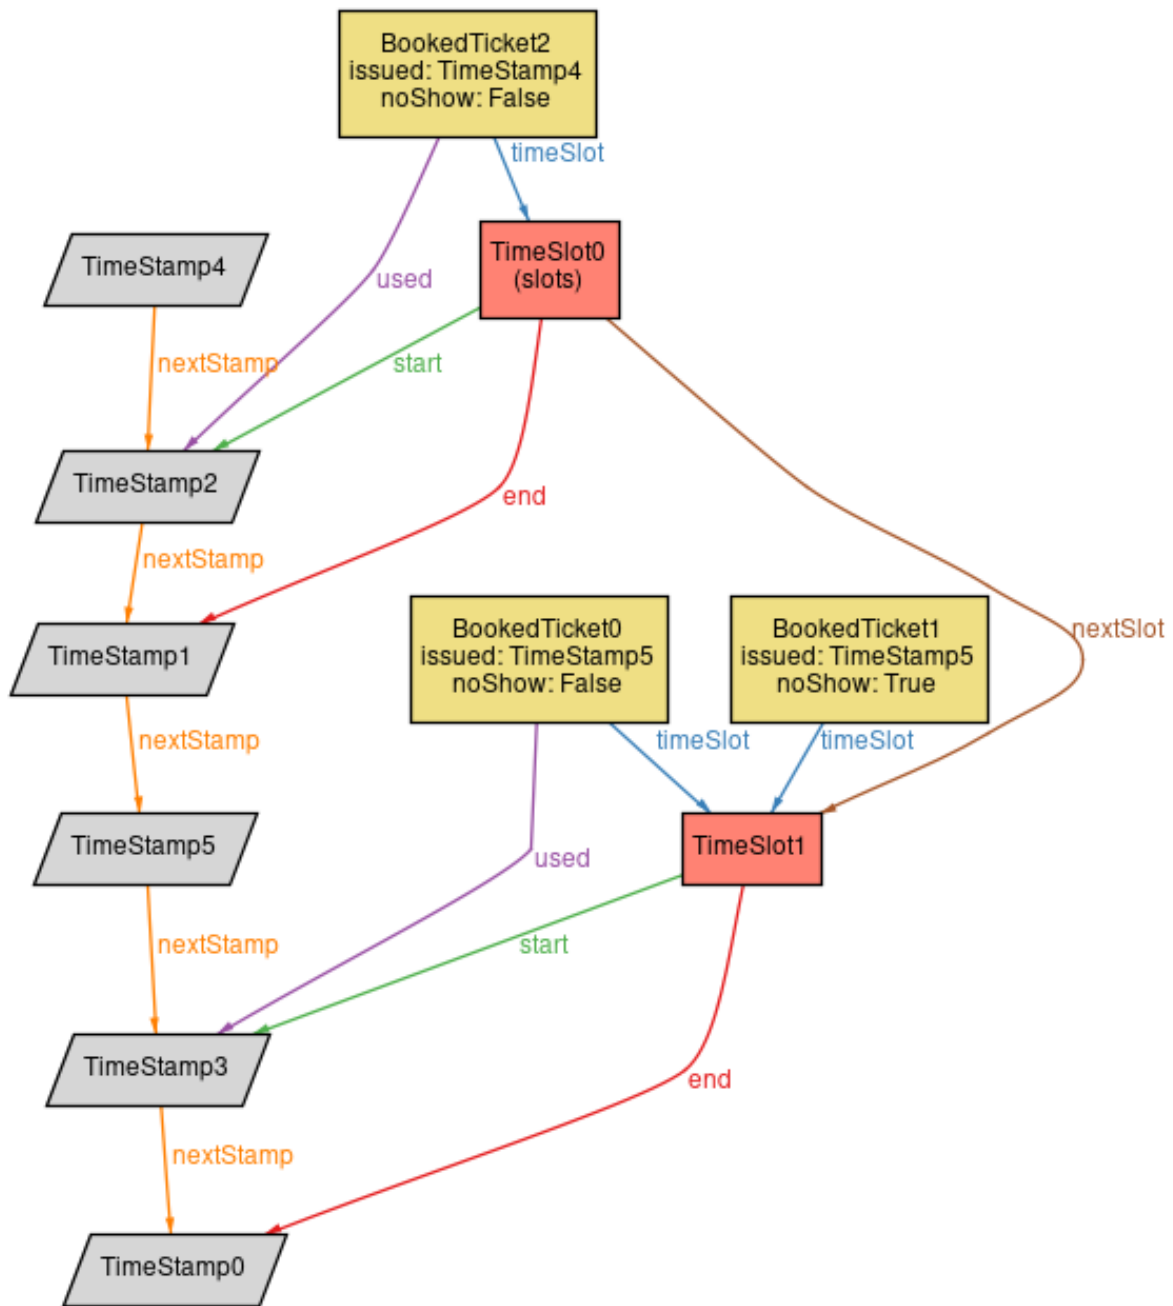 BookedTicket2
issued: TimeStamp4
noShow: False
timeSlot
TimeSlot0
(slots)
TimeStamp4
used
nextStamp
start
TimeStamp2
end
nextStamp
BookedTicket0
issued: TimeStamp5
noShow: False
BookedTicket1
issued: TimeStamp5
noShow: True
nextSlot
TimeStamp1
nextStamp
timeSlot
timeSlot
TimeStamp5
used
TimeSlot1
nextStamp
start
TimeStamp3
end
nextStamp
TimeStamp0